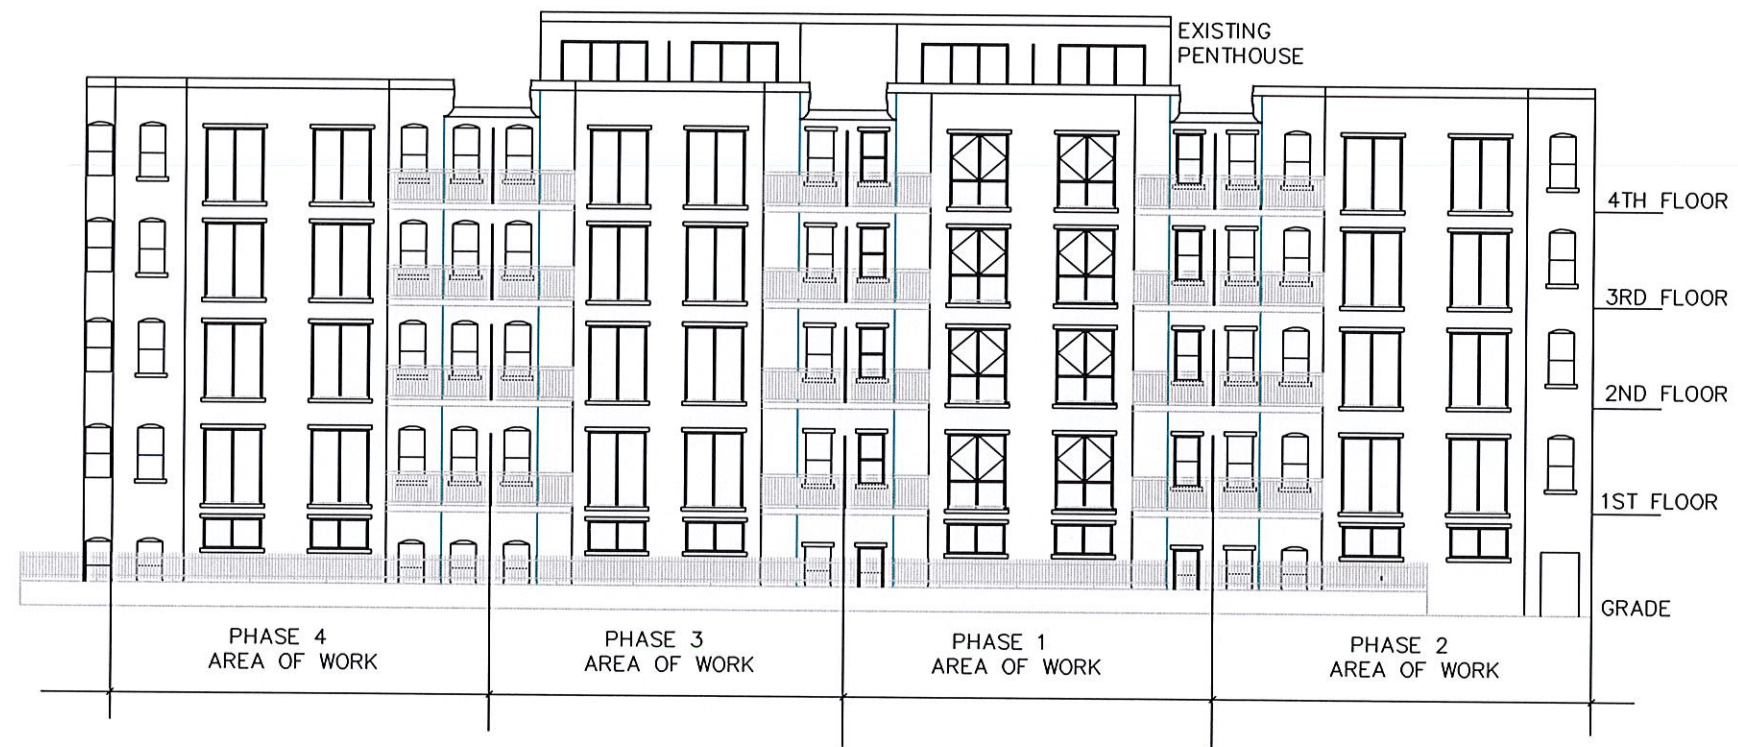 EXISTING
PENTHOUSE
4TH FLOOR
3RD FLOOR
2ND FLOOR
1ST FLOOR
GRADE
PHASE 4
AREA OF WORK
PHASE 3
AREA OF WORK
PHASE 1
AREA OF WORK
PHASE 2
AREA OF WORK